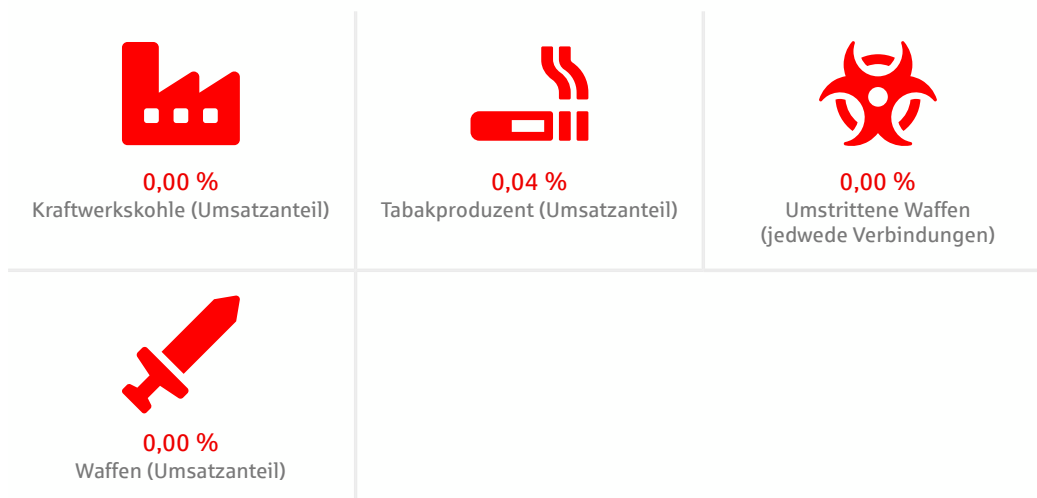 0,00 %
Kraftwerkskohle (Umsatzanteil)
0,04 %
Tabakproduzent (Umsatzanteil)
0,00 %
Umstrittene Waffen
(jedwede Verbindungen)
0,00 %
Waffen (Umsatzanteil)